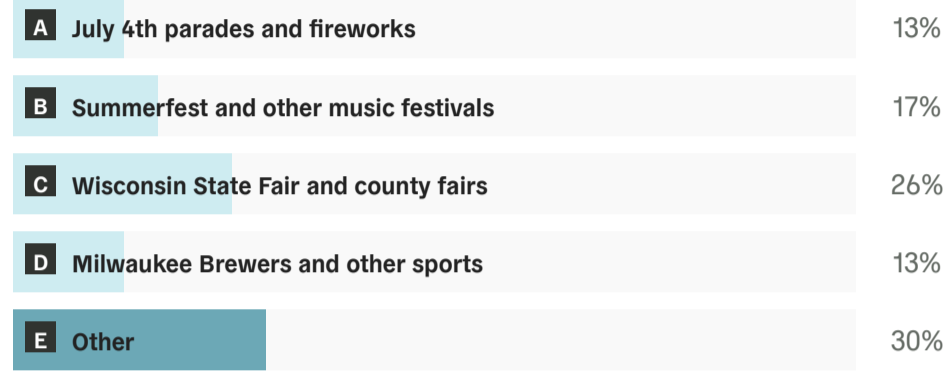 A July 4th parades and fireworks 13%
B Summerfest and other music festivals 17%
C Wisconsin State Fair and county fairs 26%
D Milwaukee Brewers and other sports 13%
E Other 30%